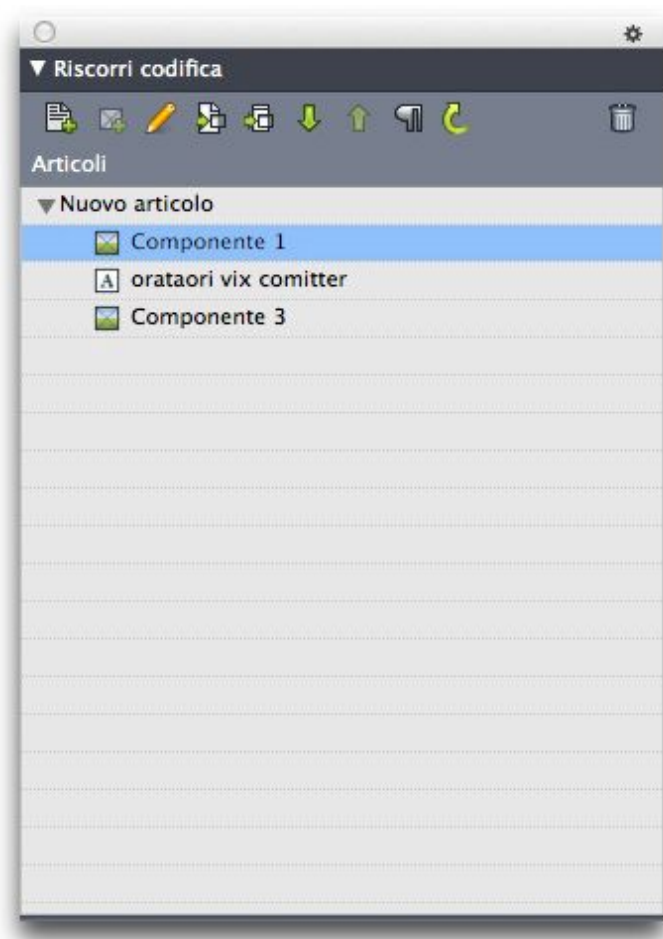 Riscorri codifica
Articoli
Nuovo articolo
Componente 1
A orataori vix comitter
Componente 3